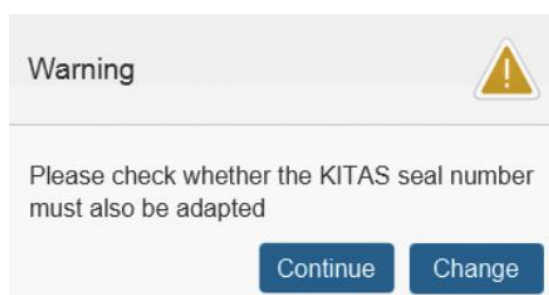 Warning
Please check whether the KITAS seal number
must also be adapted
Continue Change